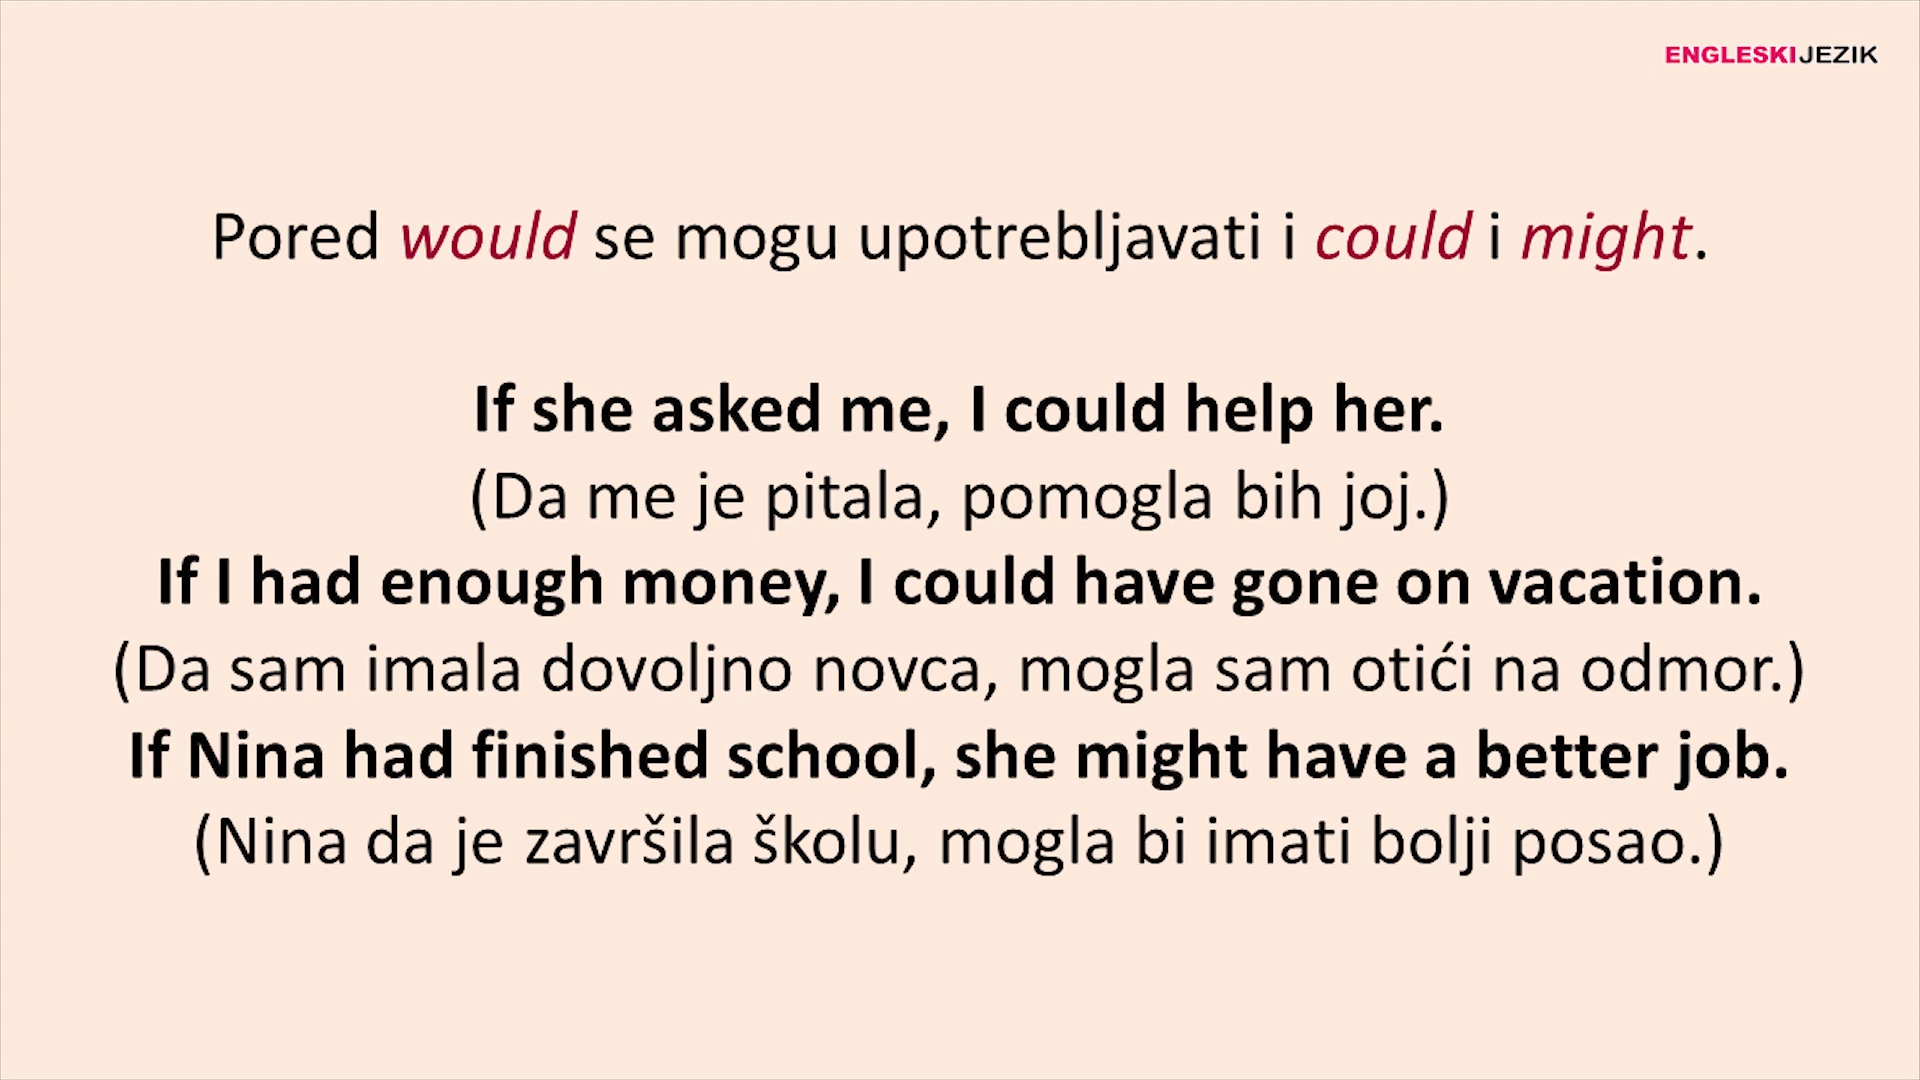 ENGLESKIJEZIK
Pored would se mogu upotrebljavati i could i might.
If she asked me, I could help her.
(Da me je pitala, pomogla bih joj.)
If I had enough money, I could have gone on vacation.
(Da sam imala dovoljno novca, mogla sam otići na odmor.)
If Nina had finished school, she might have a better job.
(Nina da je završila školu, mogla bi imati bolji posao.)